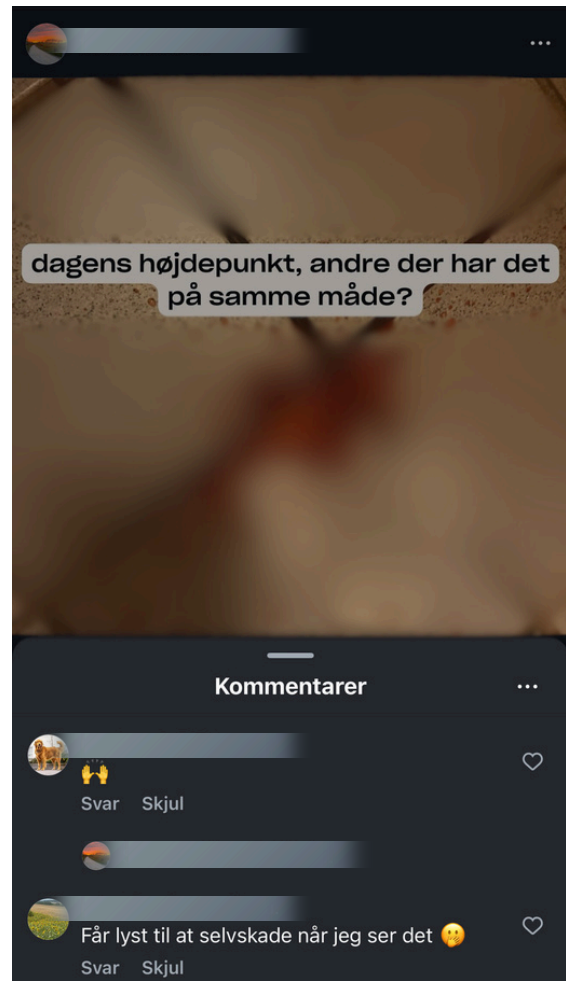 dagens højdepunkt, andre der har det
på samme måde?
Kommentarer
🙌
Svar Skjul
Får lyst til at selvskade når jeg ser det 🫢
Svar Skjul